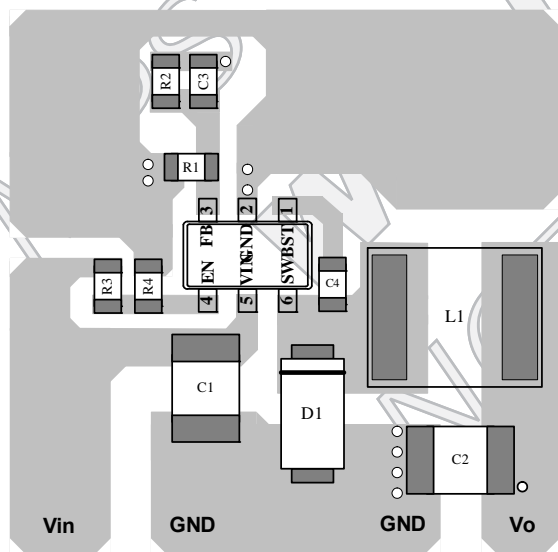 R2
C3
R1
3
2
1
FB
GND
BST
EN
VIN
SW
4
5
6
R3
R4
C4
L1
C1
D1
C2
Vin
GND
GND
Vo